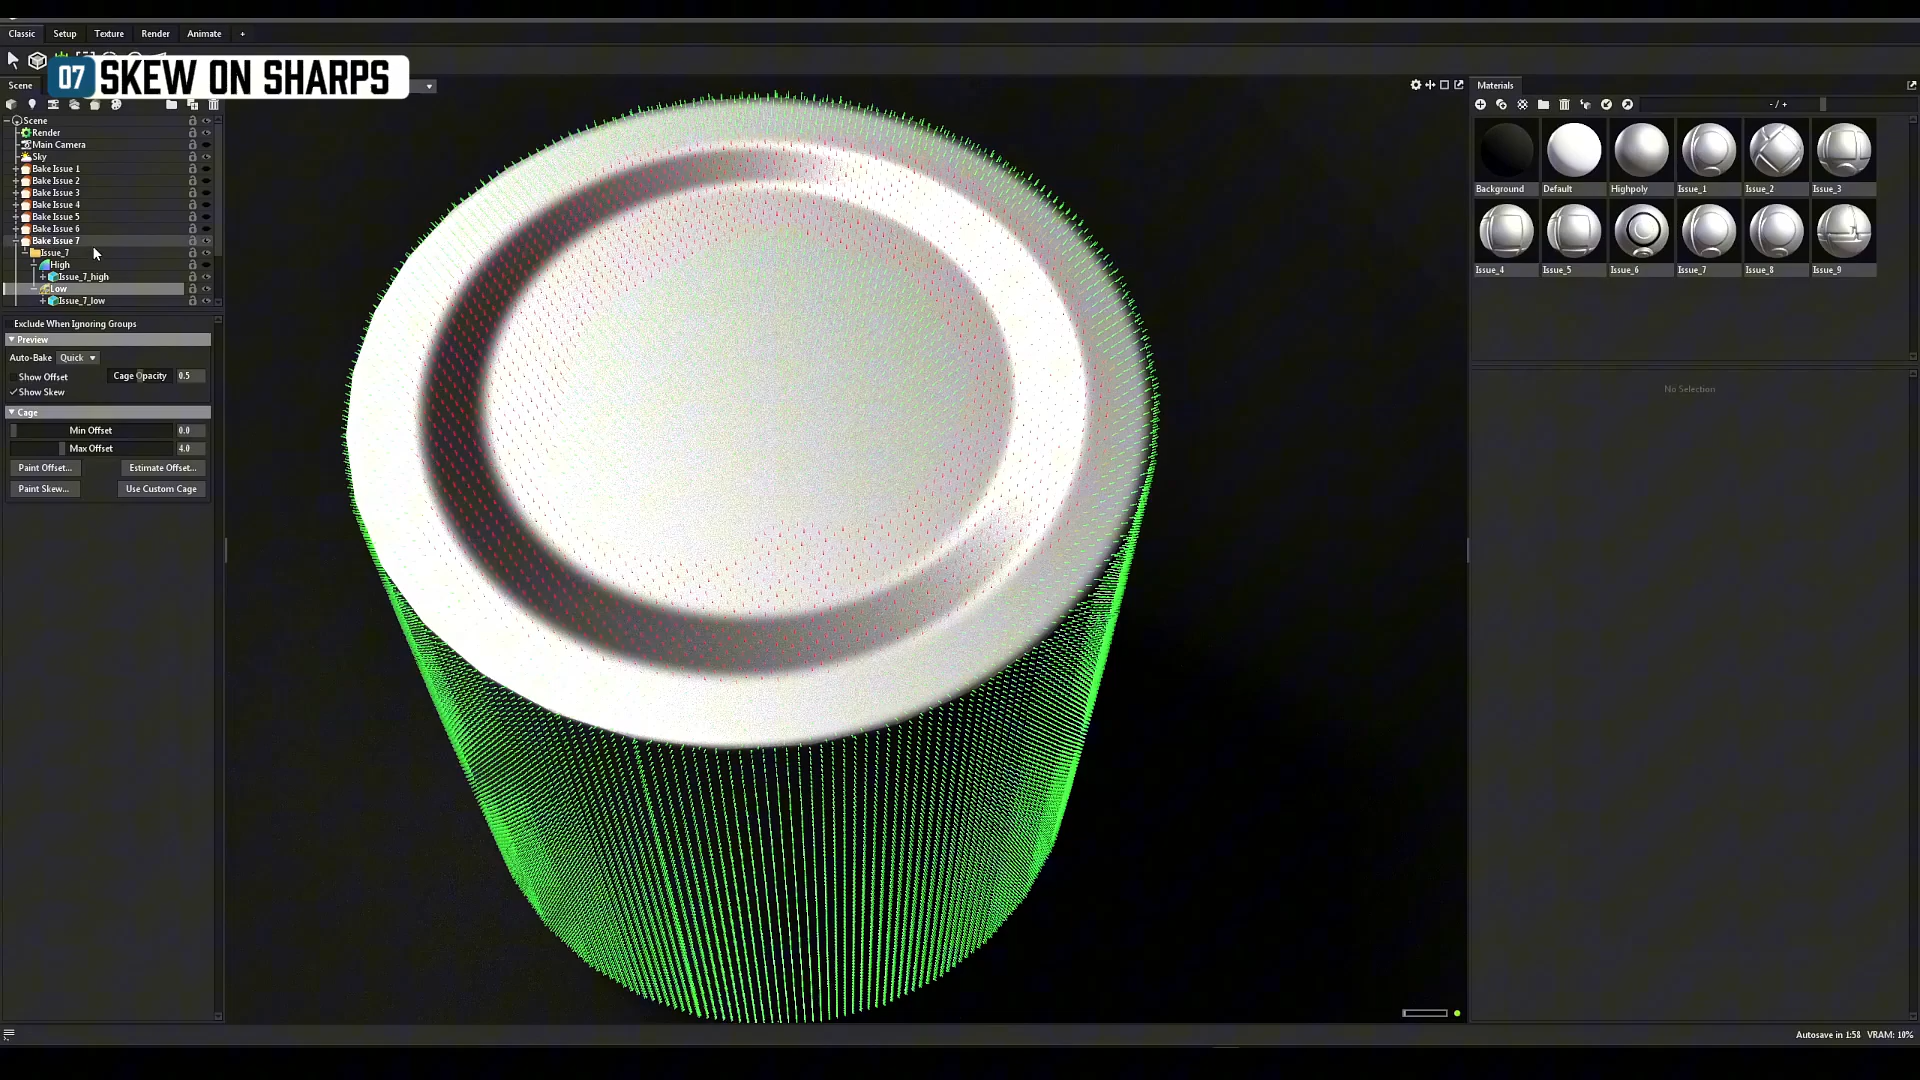 Classic Setup Texture Render Animate +
07 SKEW ON SHARPS
Scene
Scene
Render
Main Camera
Sky
Bake Issue 1
Bake Issue 2
Bake Issue 3
Bake Issue 4
Bake Issue 5
Bake Issue 6
Bake Issue 7
Issue_7
High
Issue_7_high
Low
Issue_7_low
Exclude When Ignoring Groups
Preview
Auto-Bake Quick
Show Offset Cage Opacity 0.5
Show Skew
Cage
Min Offset 0.0
Max Offset 4.0
Paint Offset... Estimate Offset...
Paint Skew... Use Custom Cage
Materials
- / +
Background Default Highpoly Issue_1 Issue_2 Issue_3
Issue_4 Issue_5 Issue_6 Issue_7 Issue_8 Issue_9
No Selection
Autosave in 1:58 VRAM: 10%